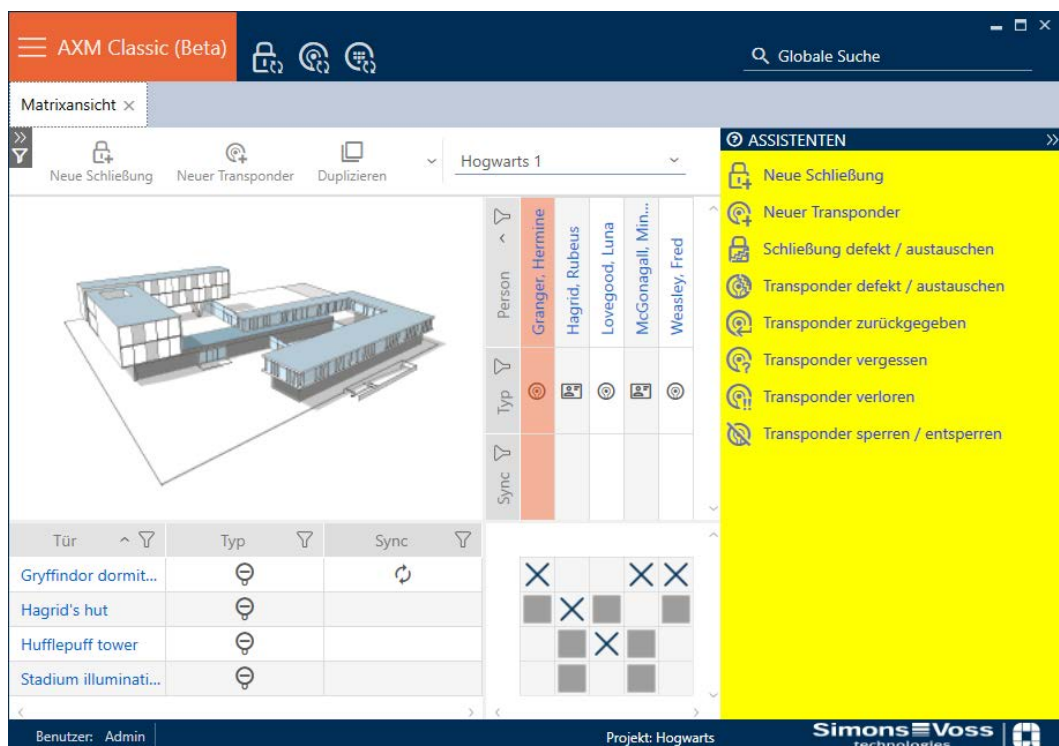 AXM Classic (Beta)
Globale Suche
Matrixansicht
Neue Schließung
Neuer Transponder
Duplizieren
Hogwarts 1
Person
Granger, Hermine
Hagrid, Rubeus
Lovegood, Luna
McGonagall, Min...
Weasley, Fred
Typ
Sync
Tür
Typ
Sync
Gryffindor dormit...
Hagrid's hut
Hufflepuff tower
Stadium illuminati...
ASSISTENTEN
Neue Schließung
Neuer Transponder
Schließung defekt / austauschen
Transponder defekt / austauschen
Transponder zurückgegeben
Transponder vergessen
Transponder verloren
Transponder sperren / entsperren
Benutzer: Admin
Projekt: Hogwarts
Simons Voss
technologies